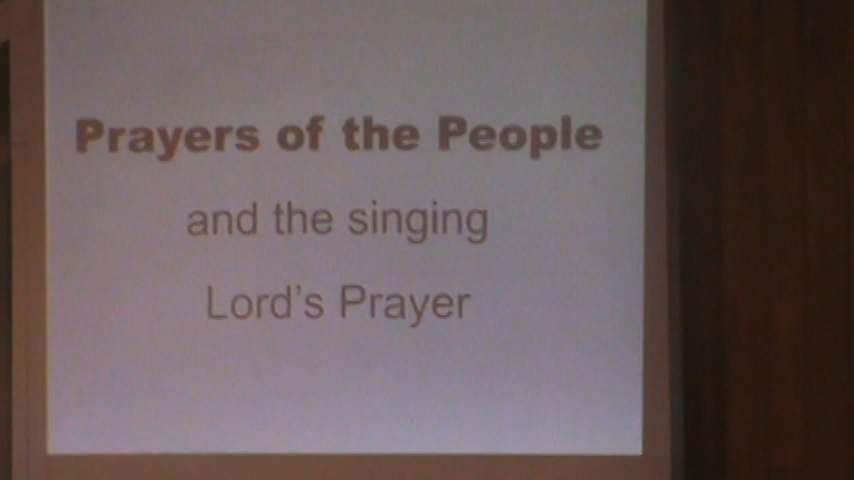 Prayers of the People
and the singing
Lord's Prayer